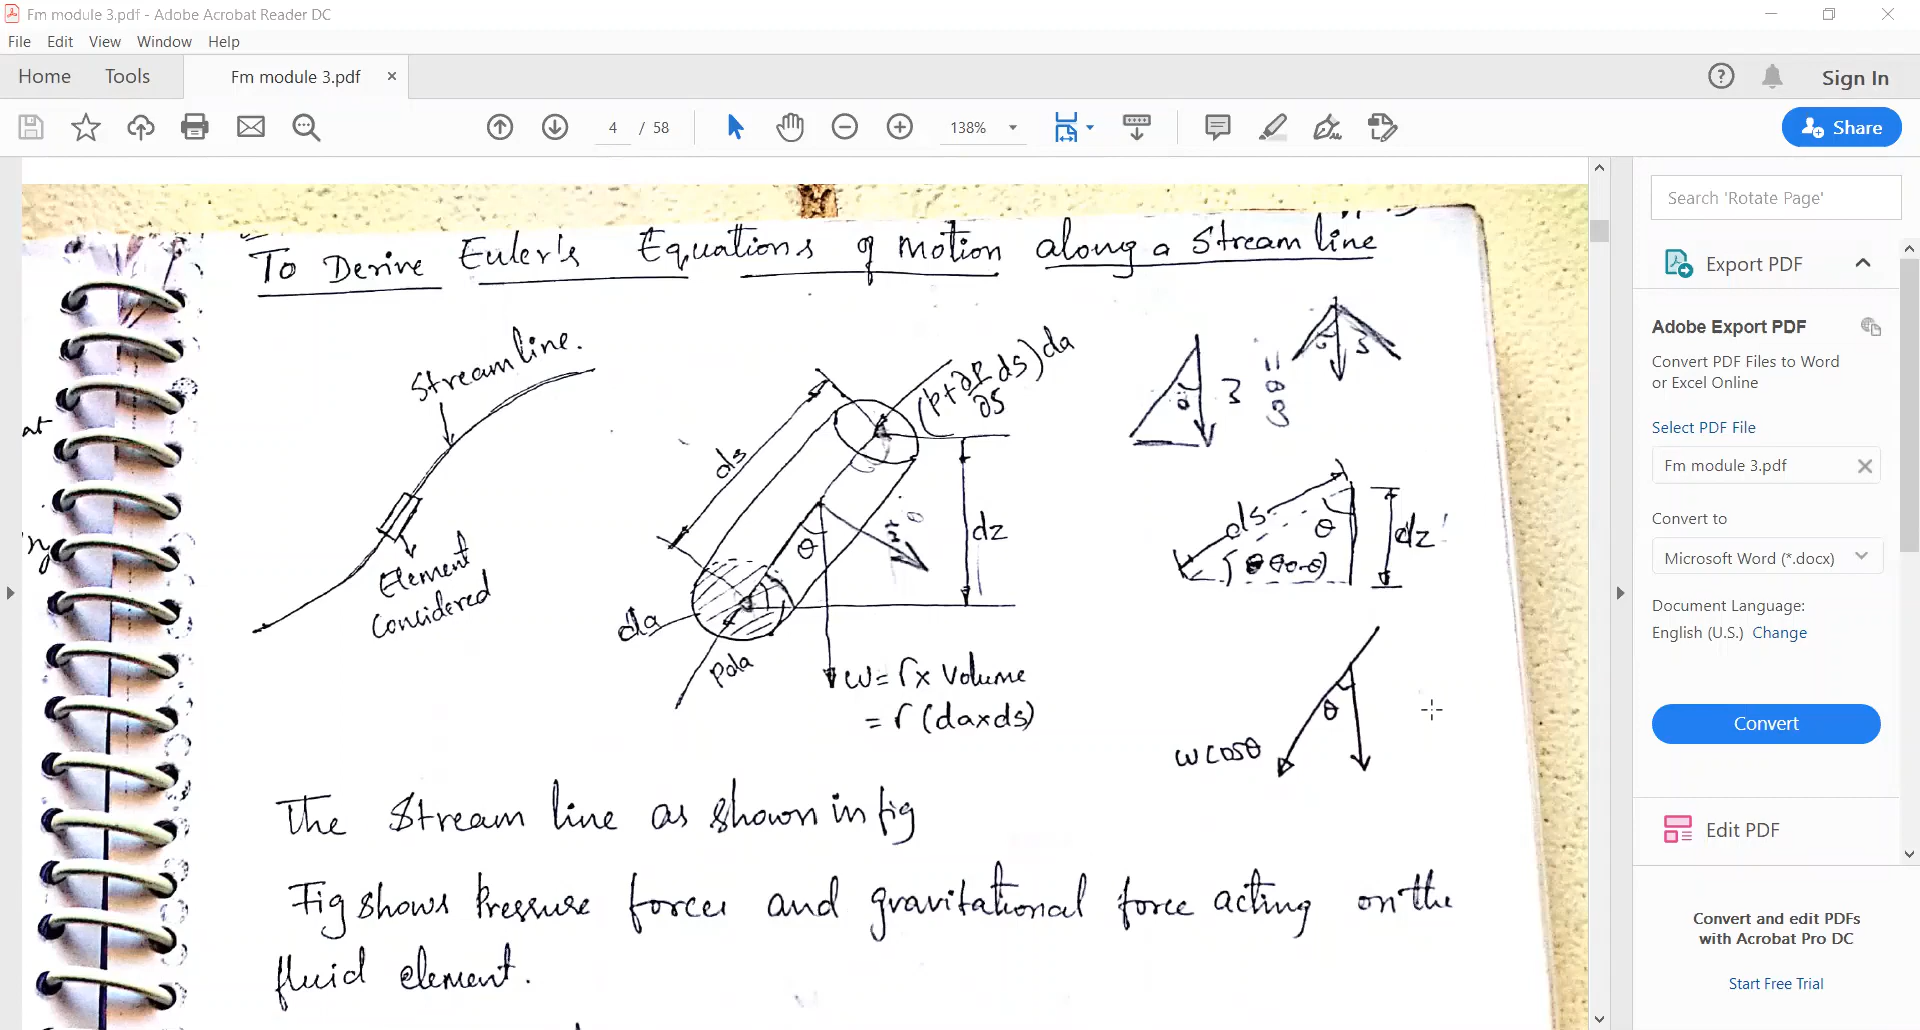 Fm module 3.pdf - Adobe Acrobat Reader DC
File Edit View Window Help
Home Tools Fm module 3.pdf × Sign In
4 / 58 138% Share
To Derive Euler's Equations of Motion along a Stream line
Stream line.
(P+∂P/∂S ds)da
ds
θ
dz
da
Pda
Element
Considered
w = r x Volume
= r (daxds)
θ
ds
θ
dz
θ
w cosθ
The Stream line as shown in fig
Fig shows Pressure forces and gravitational force acting on the
fluid element.
at
Search 'Rotate Page'
Export PDF
Adobe Export PDF
Convert PDF Files to Word
or Excel Online
Select PDF File
Fm module 3.pdf
Convert to
Microsoft Word (*.docx)
Document Language:
English (U.S.) Change
Convert
Edit PDF
Convert and edit PDFs
with Acrobat Pro DC
Start Free Trial